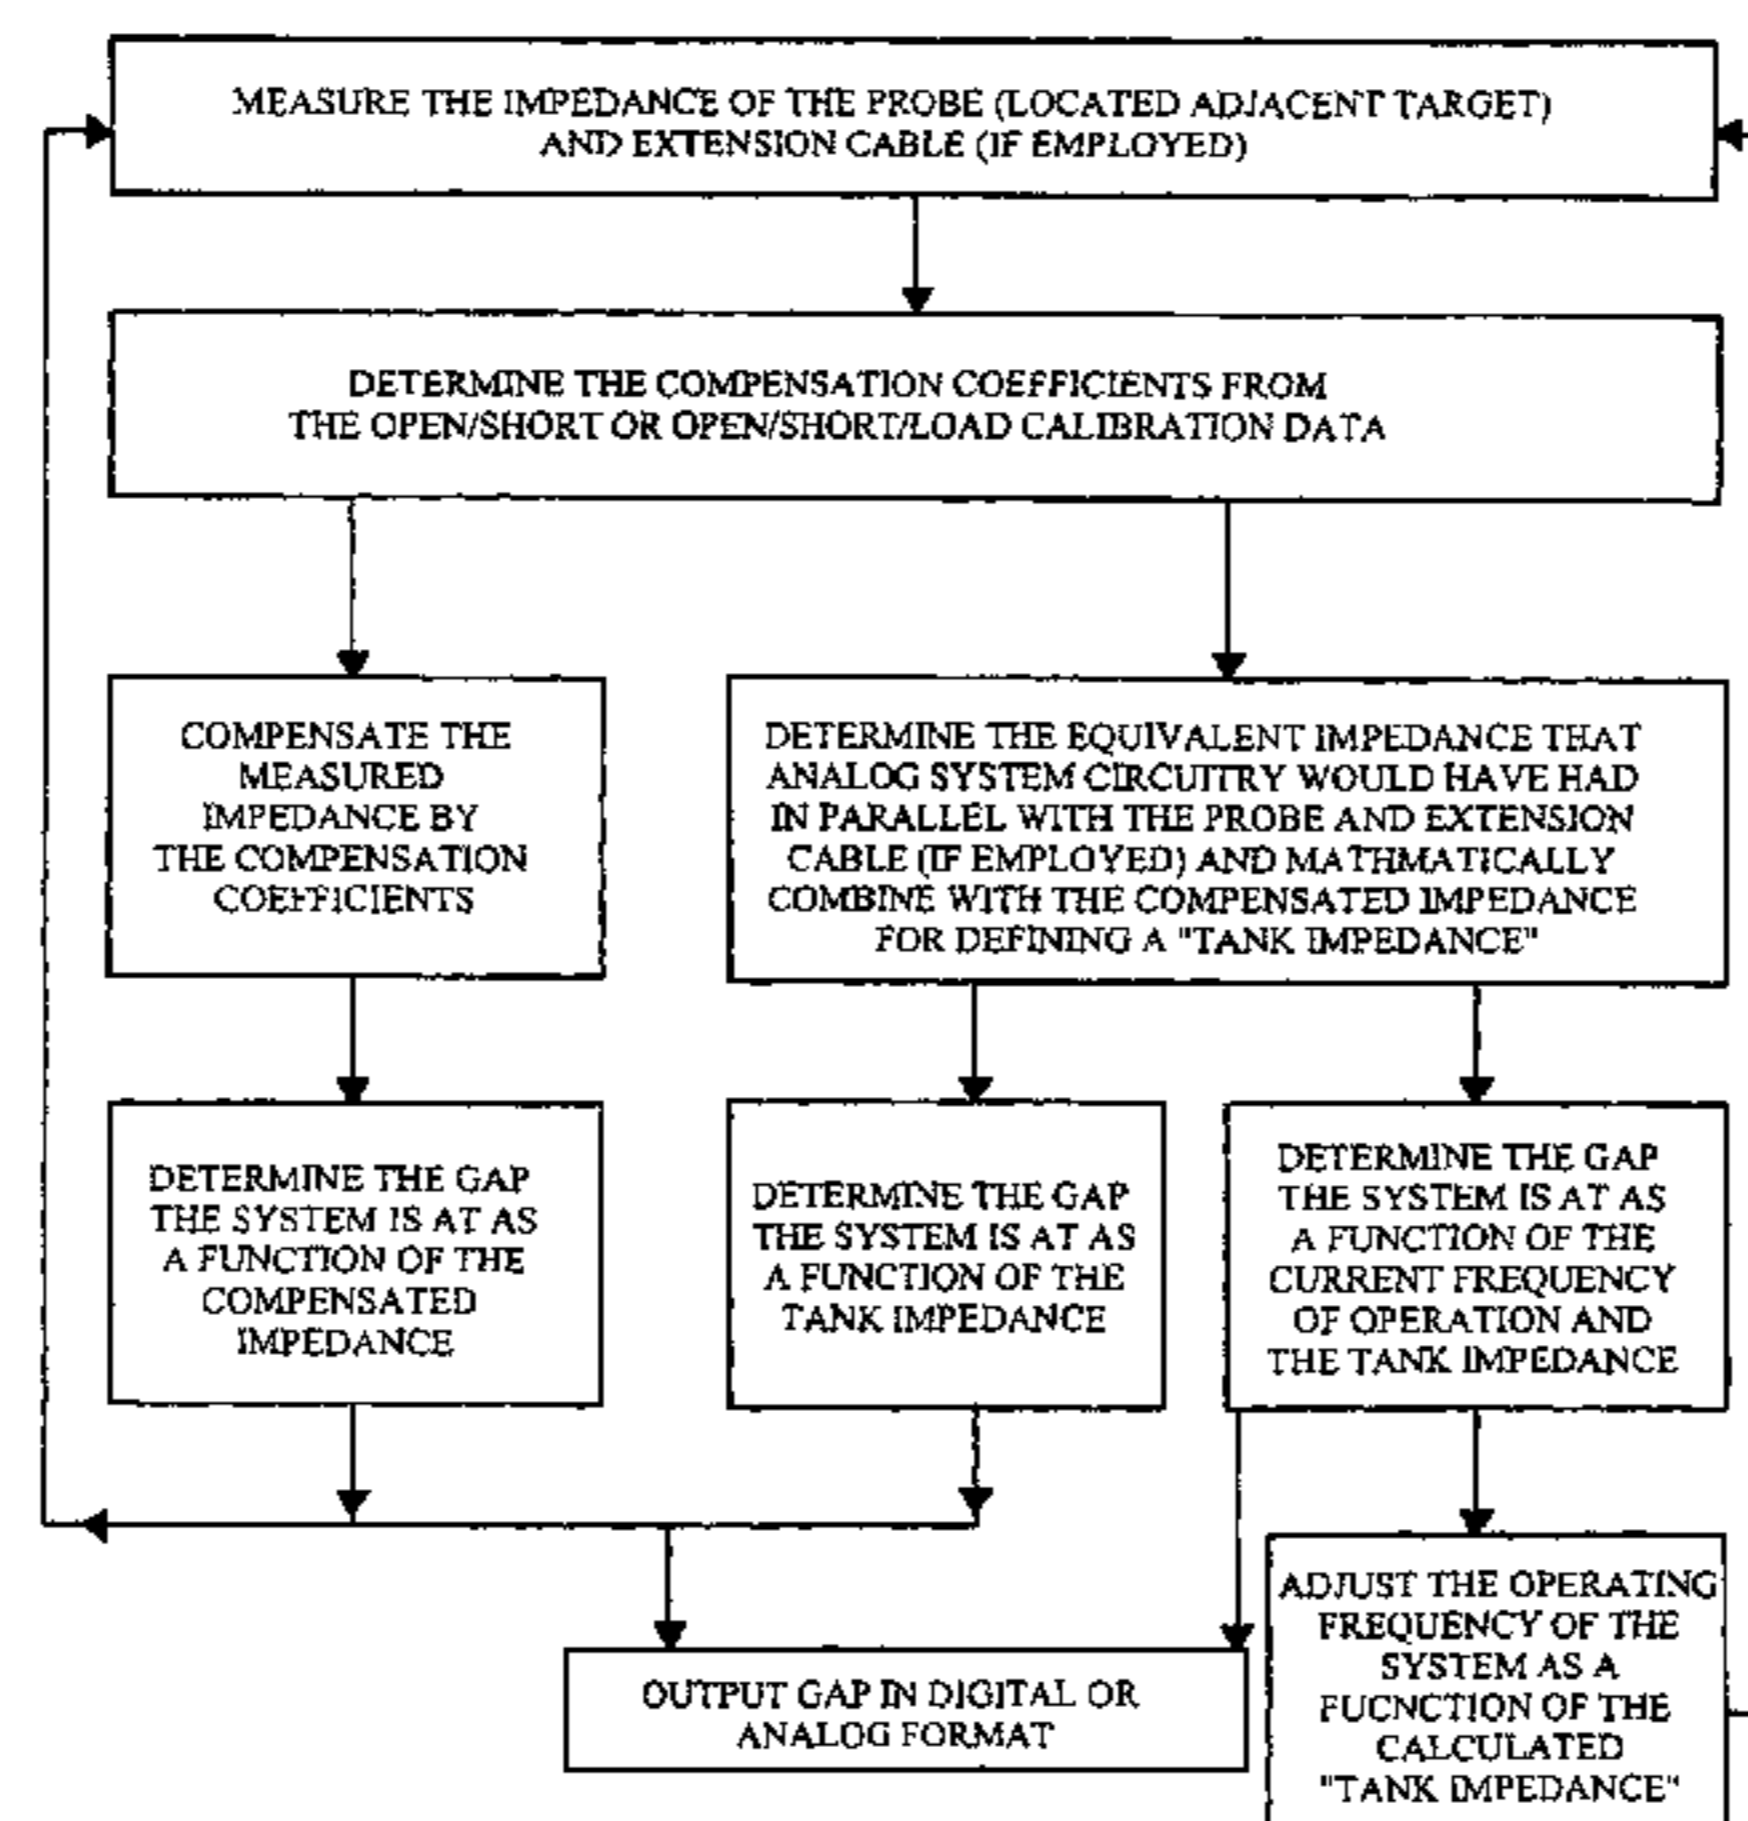 MEASURE THE IMPEDANCE OF THE PROBE (LOCATED ADJACENT TARGET)
AND EXTENSION CABLE (IF EMPLOYED)
DETERMINE THE COMPENSATION COEFFICIENTS FROM
THE OPEN/SHORT OR OPEN/SHORT/LOAD CALIBRATION DATA
COMPENSATE THE
MEASURED
IMPEDANCE BY
THE COMPENSATION
COEFFICIENTS
DETERMINE THE EQUIVALENT IMPEDANCE THAT
ANALOG SYSTEM CIRCUITRY WOULD HAVE HAD
IN PARALLEL WITH THE PROBE AND EXTENSION
CABLE (IF EMPLOYED) AND MATHMATICALLY
COMBINE WITH THE COMPENSATED IMPEDANCE
FOR DEFINING A "TANK IMPEDANCE"
DETERMINE THE GAP
THE SYSTEM IS AT AS
A FUNCTION OF THE
COMPENSATED
IMPEDANCE
DETERMINE THE GAP
THE SYSTEM IS AT AS
A FUNCTION OF THE
TANK IMPEDANCE
DETERMINE THE GAP
THE SYSTEM IS AT AS
A FUNCTION OF THE
CURRENT FREQUENCY
OF OPERATION AND
THE TANK IMPEDANCE
OUTPUT GAP IN DIGITAL OR
ANALOG FORMAT
ADJUST THE OPERATING
FREQUENCY OF THE
SYSTEM AS A
FUCNCTION OF THE
CALCULATED
"TANK IMPEDANCE"